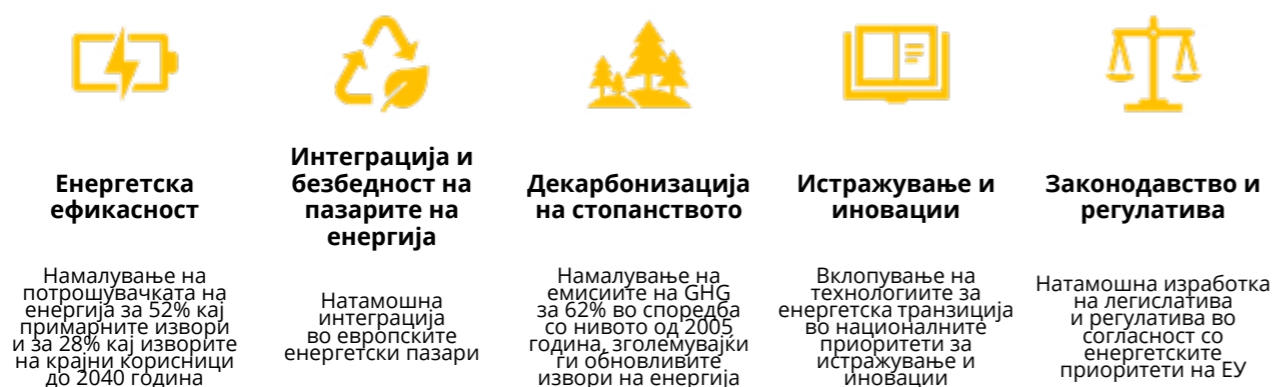 Енергетска
ефикасност
Намалување на
потрошувачката на
енергија за 52% кај
примарните извори
и за 28% кај изворите
на крајни корисници
до 2040 година
Интеграција и
безбедност на
пазарите на
енергија
Натамошна
интеграција
во европските
енергетски пазари
Декарбонизација
на стопанството
Намалување на
емисиите на GHG
за 62% во споредба
со нивото од 2005
година, зголемувајќи
ги обновливите
извори на енергија
Истражување и
иновации
Вклопување на
технологиите за
енергетска транзиција
во националните
приоритети за
истражување и
иновации
Законодавство и
регулатива
Натамошна изработка
на легислатива
и регулатива во
согласност со
енергетските
приоритети на ЕУ